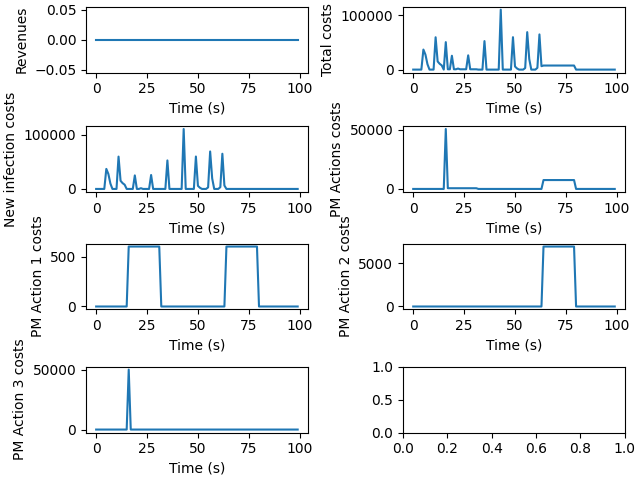 Revenues
0.05
0.00
−0.05
0 25 50 75 100
Time (s)
Total costs
100000
0
0 25 50 75 100
Time (s)
New infection costs
100000
0
0 25 50 75 100
Time (s)
PM Actions costs
50000
0
0 25 50 75 100
Time (s)
PM Action 1 costs
500
0
0 25 50 75 100
Time (s)
PM Action 2 costs
5000
0
0 25 50 75 100
Time (s)
PM Action 3 costs
50000
0
0 25 50 75 100
Time (s)
1.0
0.5
0.0
0.0 0.2 0.4 0.6 0.8 1.0